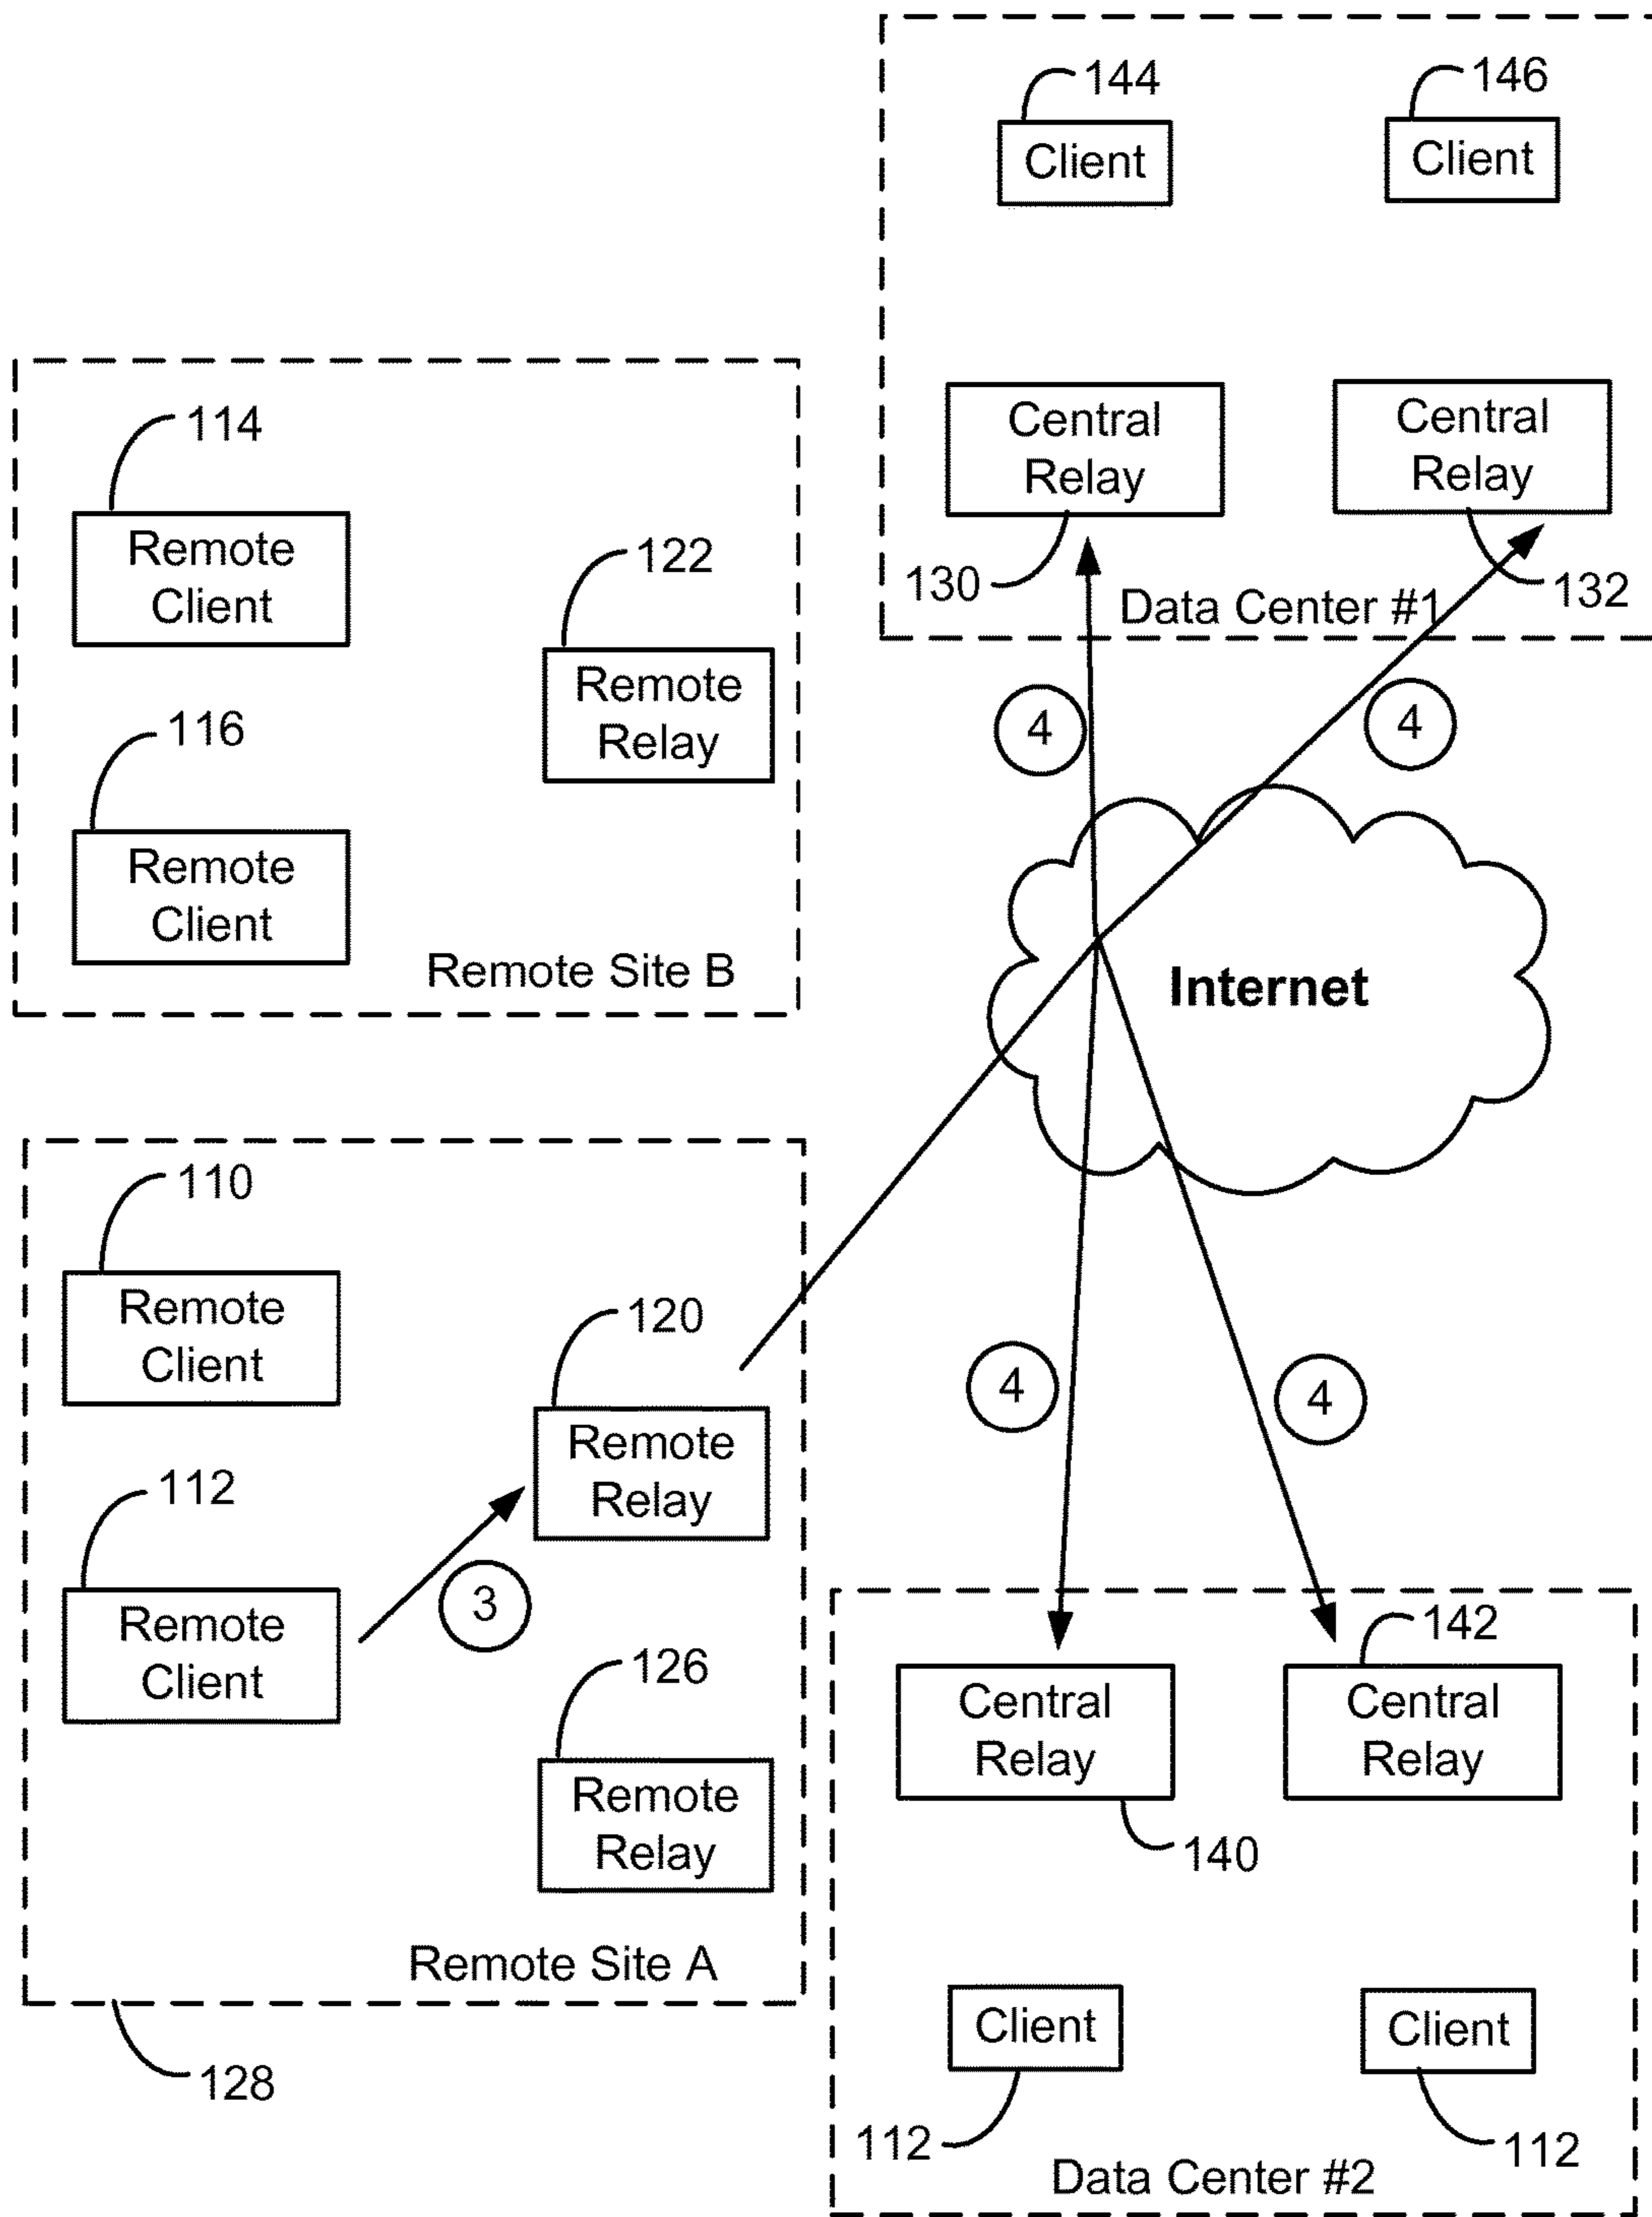 144
146
Client
Client
Central
Relay
Central
Relay
130
132
Data Center #1
114
Remote
Client
122
Remote
Relay
116
Remote
Client
Remote Site B
4
4
Internet
110
Remote
Client
120
Remote
Relay
112
Remote
Client
3
126
Remote
Relay
Remote Site A
128
4
4
142
Central
Relay
Central
Relay
140
Client
Client
112
112
Data Center #2